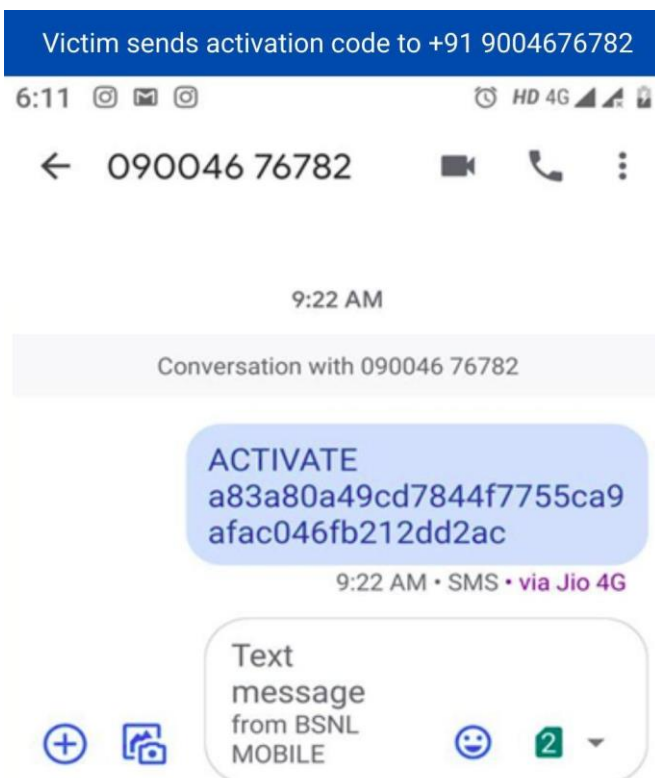 Victim sends activation code to +91 9004676782
6:11 HD 4G
090046 76782
9:22 AM
Conversation with 090046 76782
ACTIVATE
a83a80a49cd7844f7755ca9
afac046fb212dd2ac
9:22 AM • SMS • via Jio 4G
Text
message
from BSNL
MOBILE
2